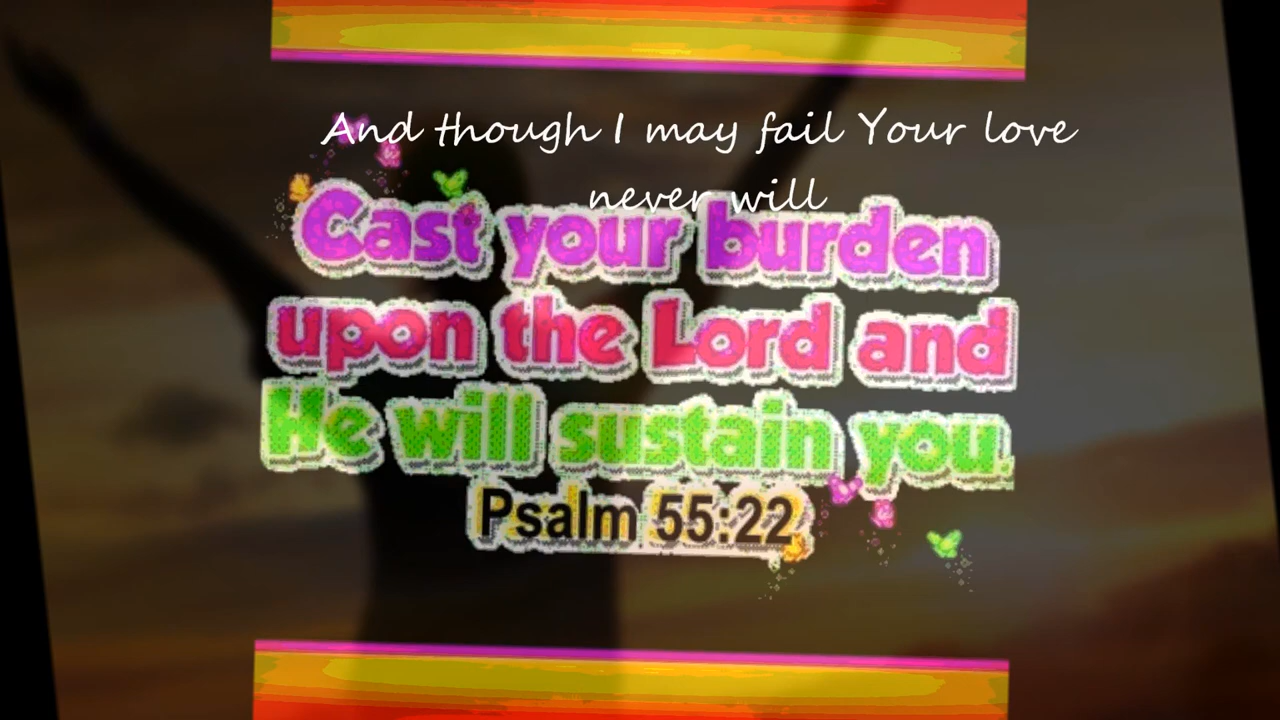 And though I may fail Your love
never will
Cast your burden
upon the Lord and
He will sustain you.
Psalm 55:22